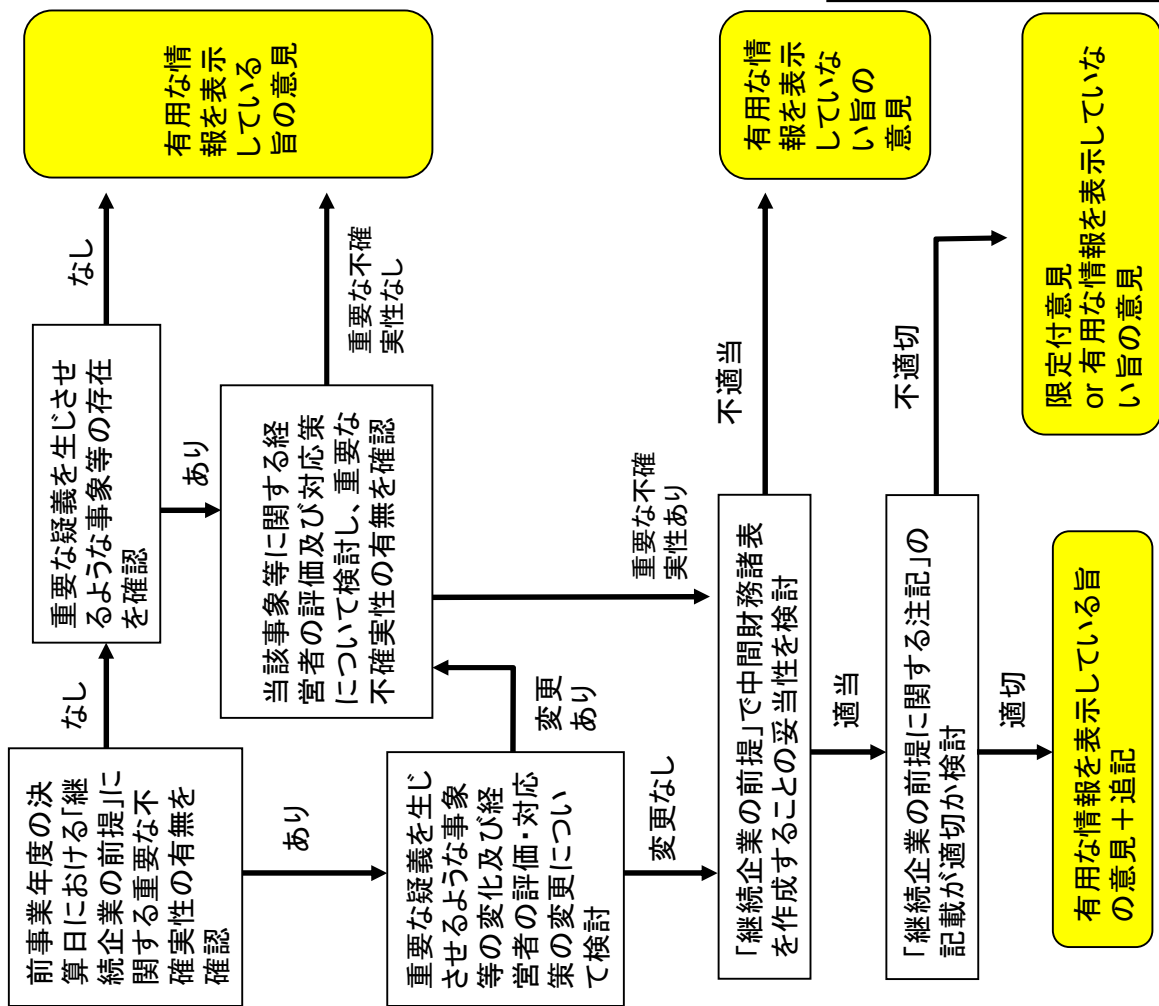 前事業年度の決
算日における「継
続企業の前提」に
関する重要な不
確実性の有無を
確認
なし
重要な疑義を生じさせ
るような事象等の存在
を確認
なし
有用な情
報を表示
している
旨の意見
あり
あり
当該事象等に関する経
営者の評価及び対応策
について検討し、重要な
不確実性の有無を確認
重要な不確
実性なし
重要な疑義を生じ
させるような事象
等の変化及び経
営者の評価・対応
策の変更につい
て検討
変更
あり
変更なし
重要な不確
実性あり
「継続企業の前提」で中間財務諸表
を作成することの妥当性を検討
不適当
有用な情
報を表示
していな
い旨の
意見
適当
「継続企業の前提に関する注記」の
記載が適切か検討
不適切
限定付意見
or 有用な情報を表示していな
い旨の意見
適切
有用な情報を表示している旨
の意見＋追記